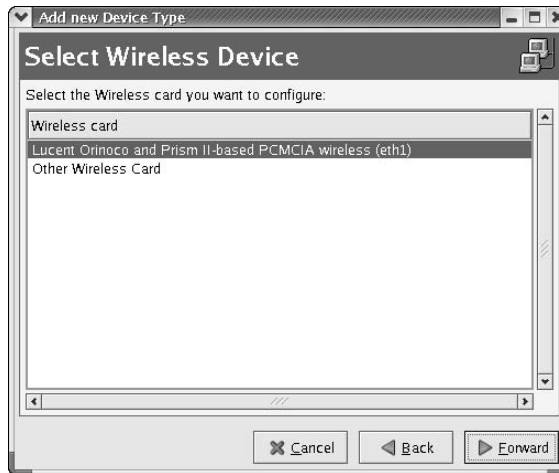 Add new Device Type
Select Wireless Device
Select the Wireless card you want to configure:
Wireless card
Lucent Orinoco and Prism II-based PCMCIA wireless (eth1)
Other Wireless Card
Cancel
Back
Forward